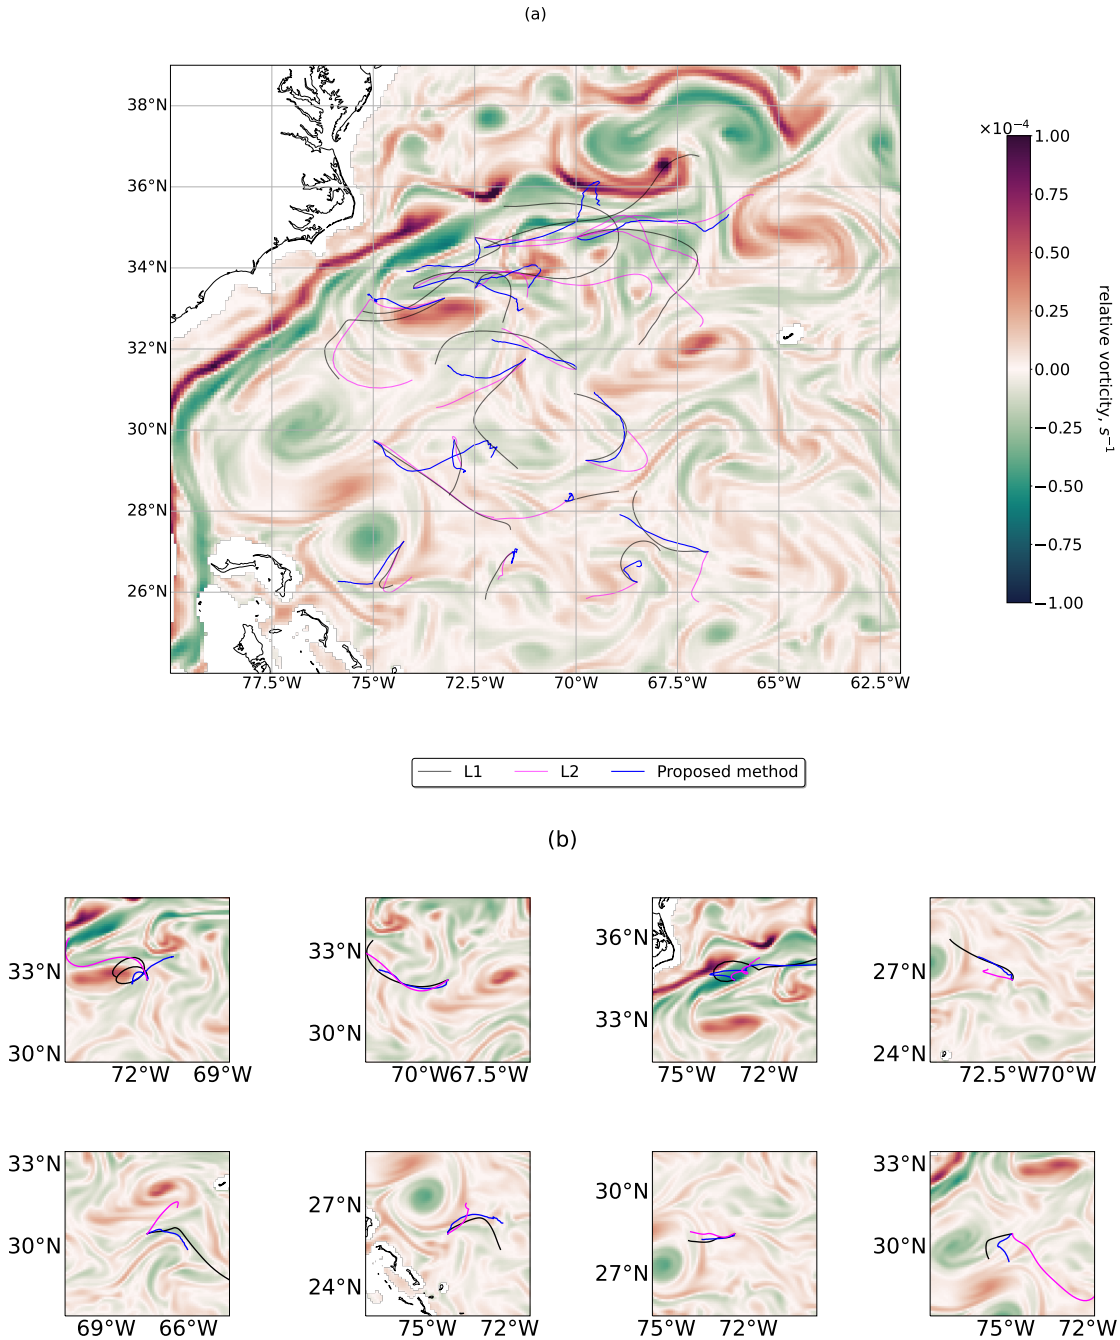 (a)
38°N
36°N
34°N
32°N
30°N
28°N
26°N
77.5°W 75°W 72.5°W 70°W 67.5°W 65°W 62.5°W
×10⁻⁴
1.00
0.75
0.50
0.25
0.00
−0.25
−0.50
−0.75
−1.00
relative vorticity, s⁻¹
L1 L2 Proposed method
(b)
33°N
30°N
72°W 69°W
33°N
30°N
70°W 67.5°W
36°N
33°N
75°W 72°W
27°N
24°N
72.5°W 70°W
33°N
30°N
69°W 66°W
27°N
24°N
75°W 72°W
30°N
27°N
75°W 72°W
33°N
30°N
75°W 72°W